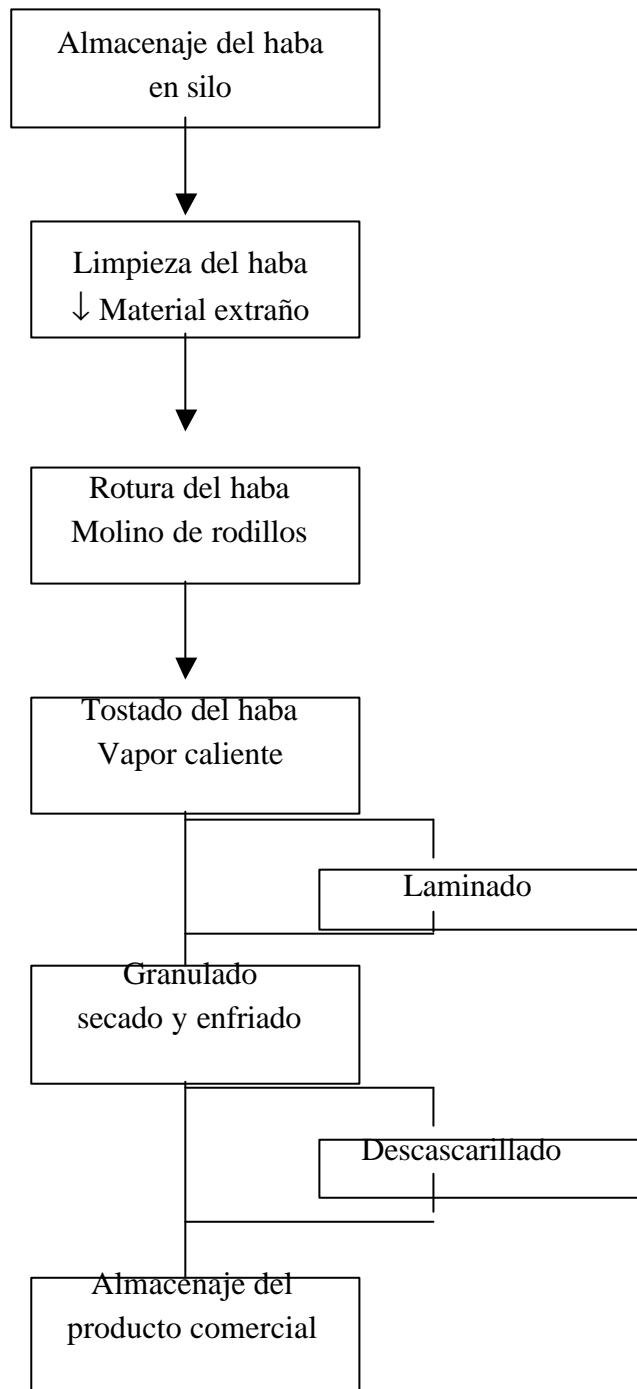 Almacenaje del haba
en silo
Limpieza del haba
↓ Material extraño
Rotura del haba
Molino de rodillos
Tostado del haba
Vapor caliente
Laminado
Granulado
secado y enfriado
Descascarillado
Almacenaje del
producto comercial